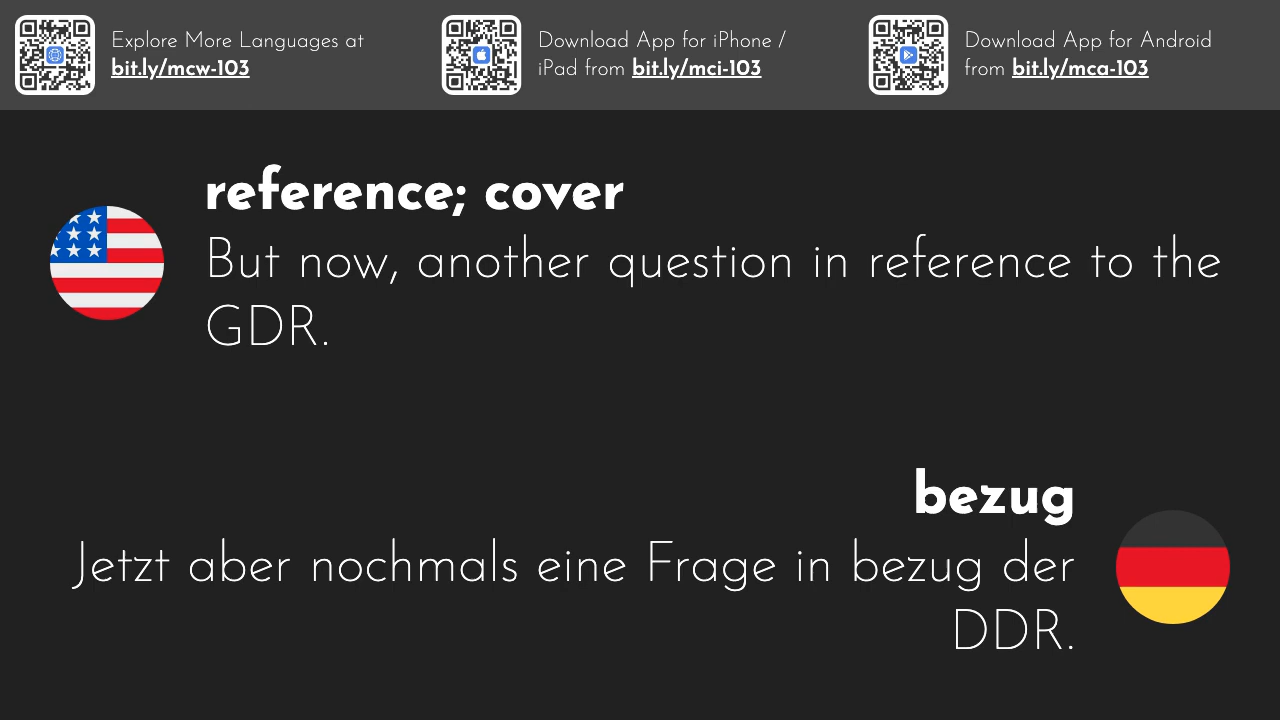 Explore More Languages at
bit.ly/mcw-103
Download App for iPhone /
iPad from bit.ly/mci-103
Download App for Android
from bit.ly/mca-103
reference; cover
But now, another question in reference to the
GDR.
bezug
Jetzt aber nochmals eine Frage in bezug der
DDR.